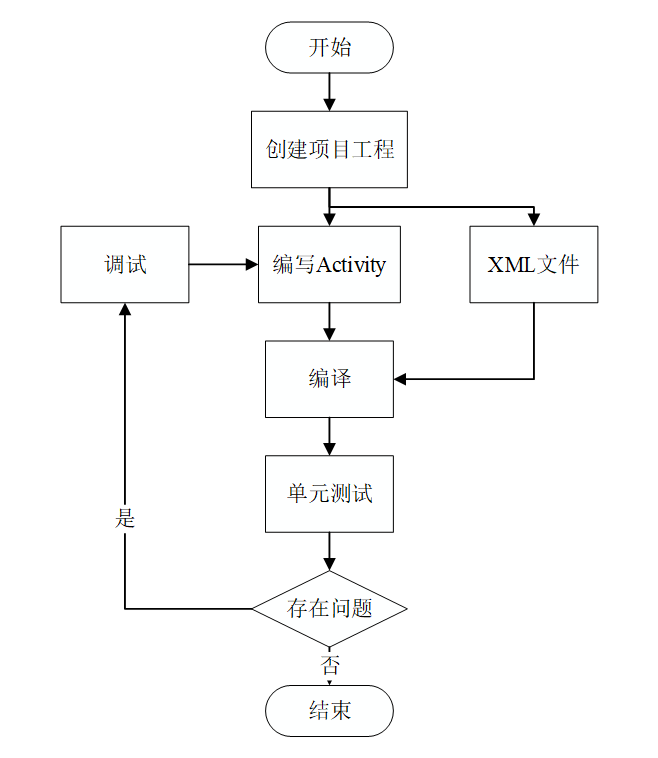 开始
创建项目工程
调试
编写Activity
XML文件
编译
单元测试
是
存在问题
否
结束